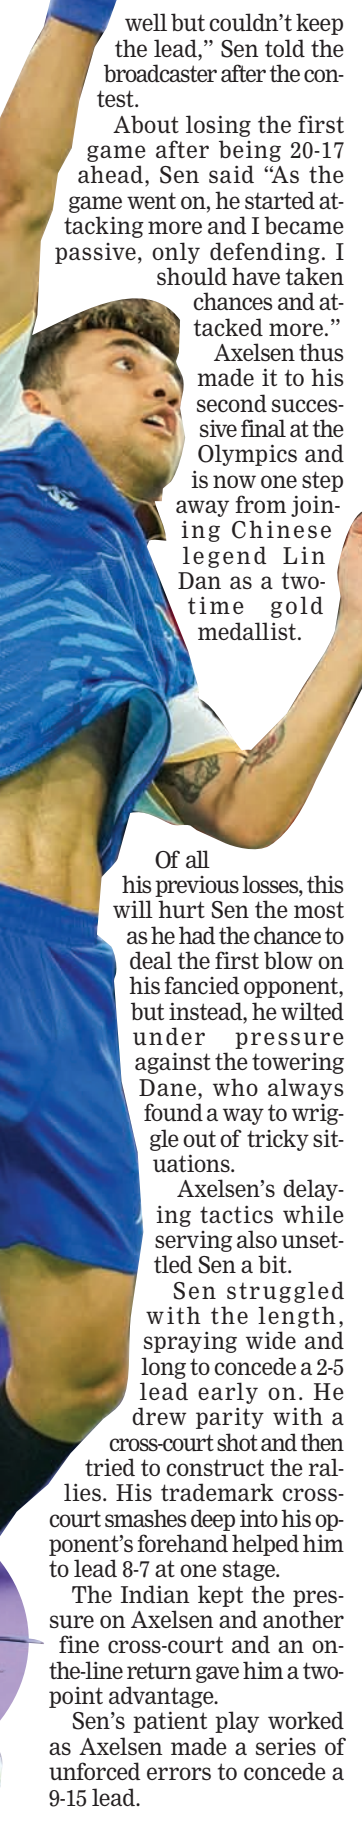 well but couldn't keep
the lead,” Sen told the
broadcaster after the con-
test.
About losing the first
game after being 20-17
ahead, Sen said “As the
game went on, he started at-
tacking more and I became
passive, only defending. I
should have taken
chances and at-
tacked more.”
Axelsen thus
made it to his
second succes-
sive final at the
Olympics and
is now one step
away from join-
ing Chinese
legend Lin
Dan as a two-
time gold
medallist.
Of all
his previous losses, this
will hurt Sen the most
as he had the chance to
deal the first blow on
his fancied opponent,
but instead, he wilted
under pressure
against the towering
Dane, who always
found a way to wrig-
gle out of tricky sit-
uations.
Axelsen's delay-
ing tactics while
serving also unset-
tled Sen a bit.
Sen struggled
with the length,
spraying wide and
long to concede a 2-5
lead early on. He
drew parity with a
cross-court shot and then
tried to construct the ral-
lies. His trademark cross-
court smashes deep into his op-
ponent's forehand helped him
to lead 8-7 at one stage.
The Indian kept the pres-
sure on Axelsen and another
fine cross-court and an on-
the-line return gave him a two-
point advantage.
Sen's patient play worked
as Axelsen made a series of
unforced errors to concede a
9-15 lead.